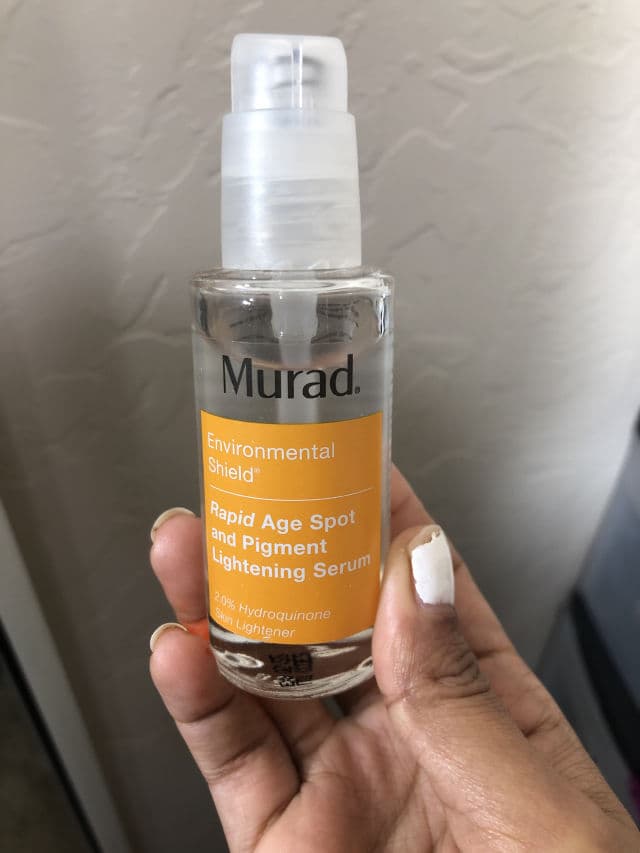 Murad.
Environmental
Shield®
Rapid Age Spot
and Pigment
Lightening Serum
2.0% Hydroquinone
Skin Lightener